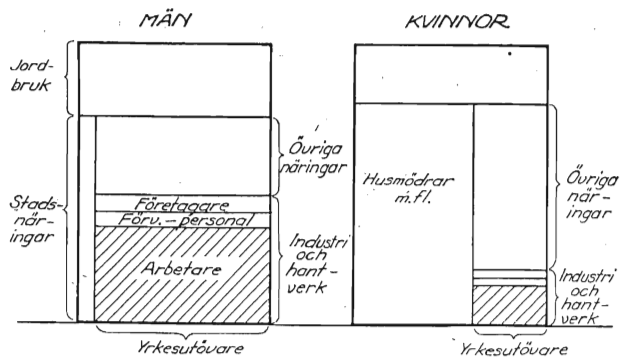 MÄN
Jord-
bruk
Stads-
när-
ingar
Övriga
näringar
Företagare
Förv.-personal
Arbetare
Industri
och
hant-
verk
Yrkesutövare
KVINNOR
Husmödrar
m.fl.
Övriga
när-
ingar
Industri
och
hant-
verk
Yrkesutövare